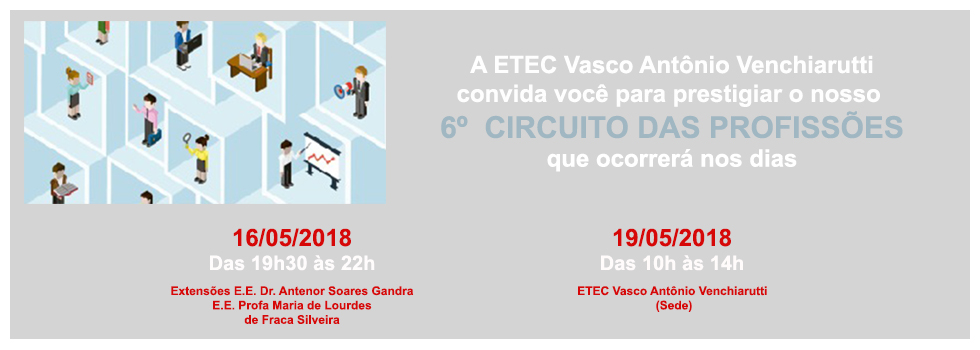 A ETEC Vasco Antônio Venchiarutti
convida você para prestigiar o nosso
6º CIRCUITO DAS PROFISSÕES
que ocorrerá nos dias
16/05/2018
Das 19h30 às 22h
Extensões E.E. Dr. Antenor Soares Gandra
E.E. Profa Maria de Lourdes
de Fraca Silveira
19/05/2018
Das 10h às 14h
ETEC Vasco Antônio Venchiarutti
(Sede)